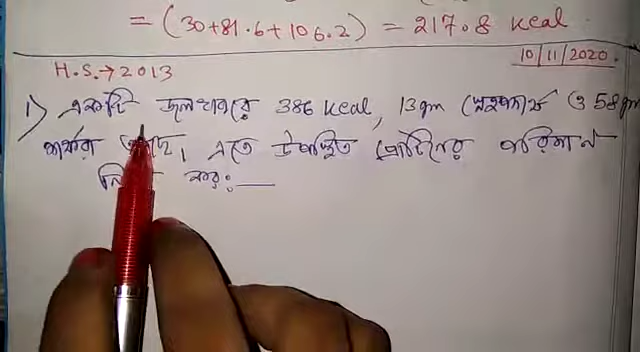 = (30+81.6+106.2) = 217.8 kcal
10/11/2020
H.S.→2013
1) একটি জলখাবারে 386 kcal, 13gm স্নেহপদার্থ ও 58gm
শর্করা আছে, এতে উপস্থিত প্রোটিনের পরিমান
কর:—